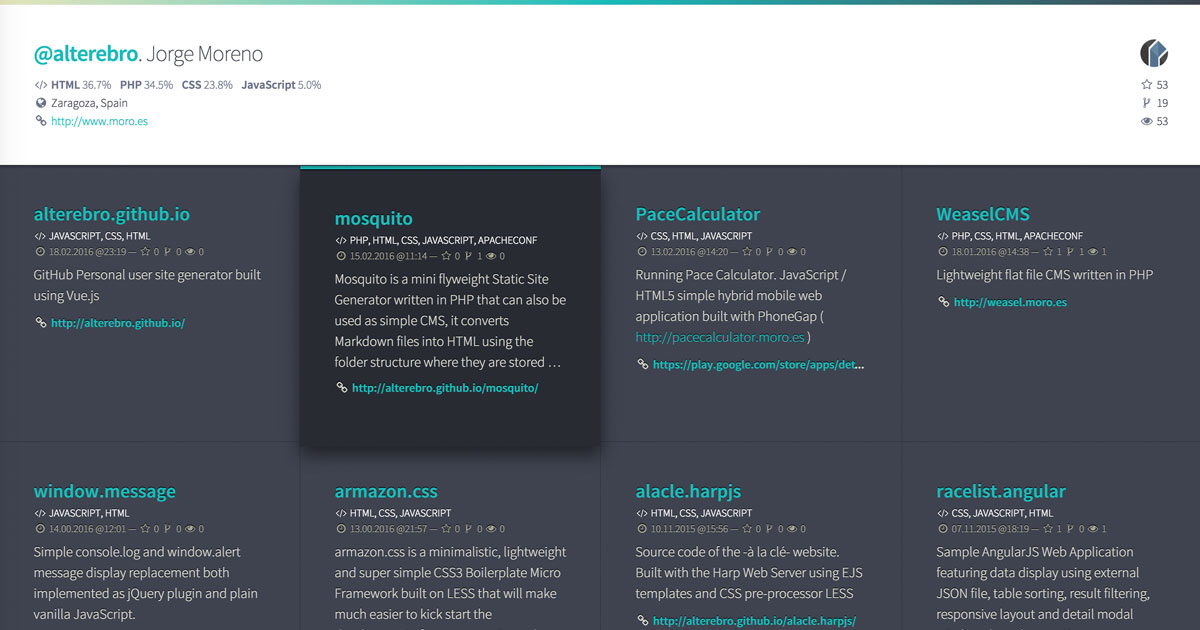 @alterebro. Jorge Moreno
</> HTML 36.7% PHP 34.5% CSS 23.8% JavaScript 5.0%
Zaragoza, Spain
http://www.moro.es
53
19
53
alterebro.github.io
</> JAVASCRIPT, CSS, HTML
18.02.2016 @23:19 — 0 0 0
GitHub Personal user site generator built
using Vue.js
http://alterebro.github.io/
mosquito
</> PHP, HTML, CSS, JAVASCRIPT, APACHECONF
15.02.2016 @11:14 — 0 1 0
Mosquito is a mini flyweight Static Site
Generator written in PHP that can also be
used as simple CMS, it converts
Markdown files into HTML using the
folder structure where they are stored …
http://alterebro.github.io/mosquito/
PaceCalculator
</> CSS, HTML, JAVASCRIPT
13.02.2016 @14:20 — 0 0 0
Running Pace Calculator. JavaScript /
HTML5 simple hybrid mobile web
application built with PhoneGap (
http://pacecalculator.moro.es )
https://play.google.com/store/apps/det...
WeaselCMS
</> PHP, CSS, HTML, APACHECONF
18.01.2016 @14:38 — 1 1 1
Lightweight flat file CMS written in PHP
http://weasel.moro.es
window.message
</> JAVASCRIPT, HTML
14.00.2016 @12:01 — 0 0 0
Simple console.log and window.alert
message display replacement both
implemented as jQuery plugin and plain
vanilla JavaScript.
armazon.css
</> HTML, CSS, JAVASCRIPT
13.00.2016 @21:57 — 0 0 0
armazon.css is a minimalistic, lightweight
and super simple CSS3 Boilerplate Micro
Framework built on LESS that will make
much easier to kick start the
alacle.harpjs
</> HTML, CSS, JAVASCRIPT
10.11.2015 @15:56 — 0 0 0
Source code of the -à la clé- website.
Built with the Harp Web Server using EJS
templates and CSS pre-processor LESS
http://alterebro.github.io/alacle.harpjs/
racelist.angular
</> CSS, JAVASCRIPT, HTML
07.11.2015 @18:19 — 1 0 1
Sample AngularJS Web Application
featuring data display using external
JSON file, table sorting, result filtering,
responsive layout and detail modal